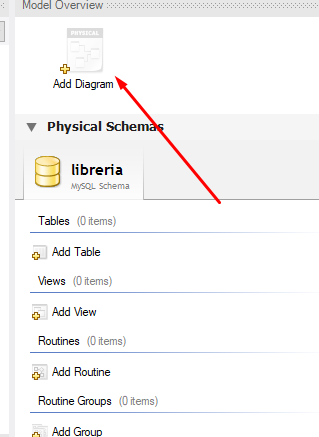 Model Overview
PHYSICAL
Add Diagram
Physical Schemas
libreria
MySQL Schema
Tables (0 items)
Add Table
Views (0 items)
Add View
Routines (0 items)
Add Routine
Routine Groups (0 items)
Add Group